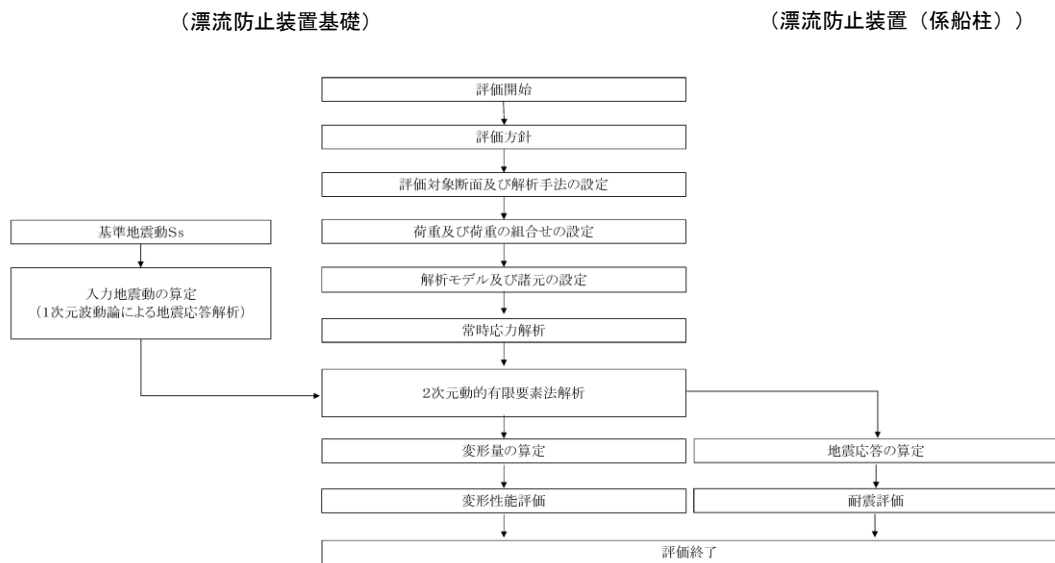 (漂流防止装置基礎)
(漂流防止装置(係船柱))
評価開始
評価方針
評価対象断面及び解析手法の設定
基準地震動Ss
荷重及び荷重の組合せの設定
入力地震動の算定
(1次元波動論による地震応答解析)
解析モデル及び諸元の設定
常時応力解析
2次元動的有限要素法解析
変形量の算定
地震応答の算定
変形性能評価
耐震評価
評価終了